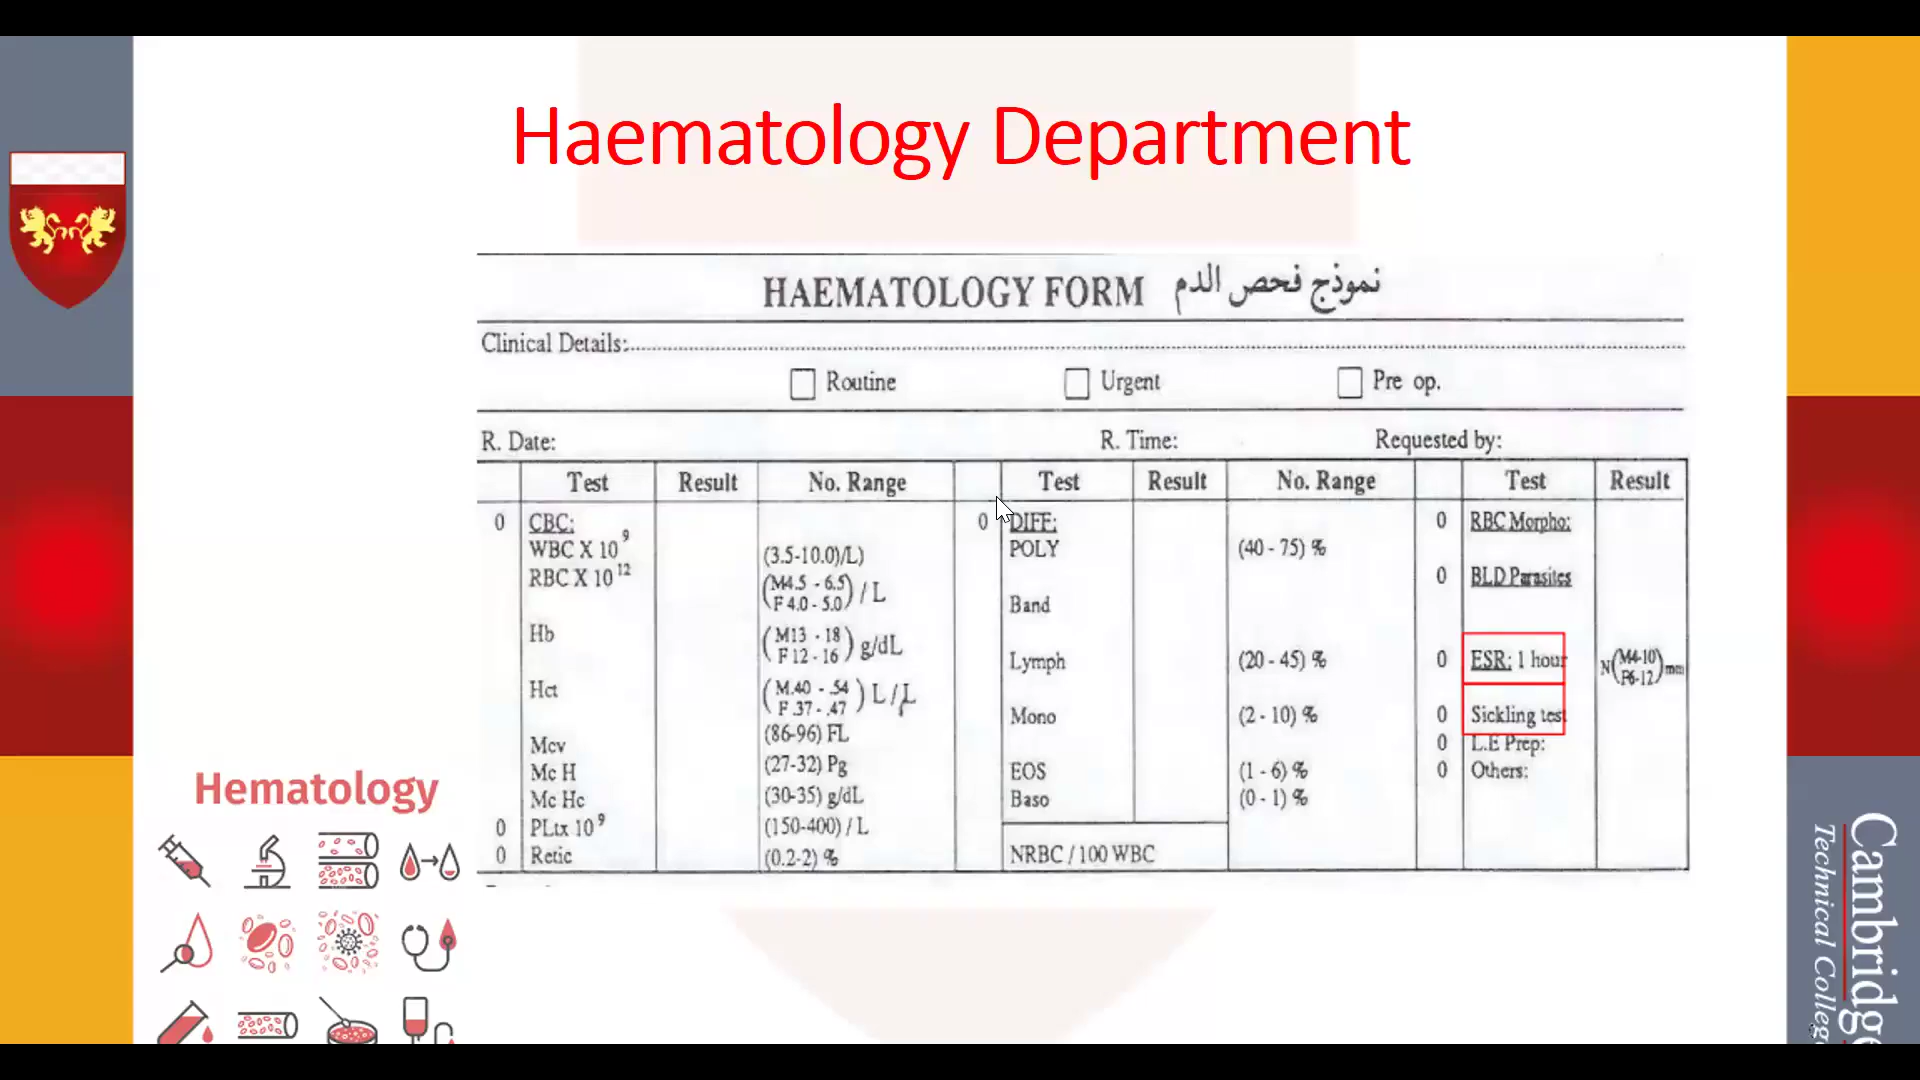 Haematology Department
HAEMATOLOGY FORM نموذج فحص الدم
Clinical Details:
Routine Urgent Pre op.
R. Date: R. Time: Requested by:
Test Result No. Range Test Result No. Range Test Result
0 CBC: 0 DIFF: 0 RBC Morpho:
WBC X 10⁹ (3.5-10.0)/L) POLY (40 - 75) %
RBC X 10¹² (M4.5 - 6.5 F 4.0 - 5.0) / L 0 BLD Parasites
Band
Hb (M13 - 18 F 12 - 16) g/dL
Lymph (20 - 45) % 0 ESR: 1 hour N(M4-10 F6-12)mm
Hct (M.40 - .54 F .37 - .47) L / L
Mono (2 - 10) % 0 Sickling test
Mcv (86-96) FL 0 L.E Prep:
Mc H (27-32) Pg EOS (1 - 6) % 0 Others:
Mc Hc (30-35) g/dL Baso (0 - 1) %
0 PLtx 10⁹ (150-400) / L
0 Retic (0.2-2) % NRBC / 100 WBC
Hematology
Cambridge
Technical College